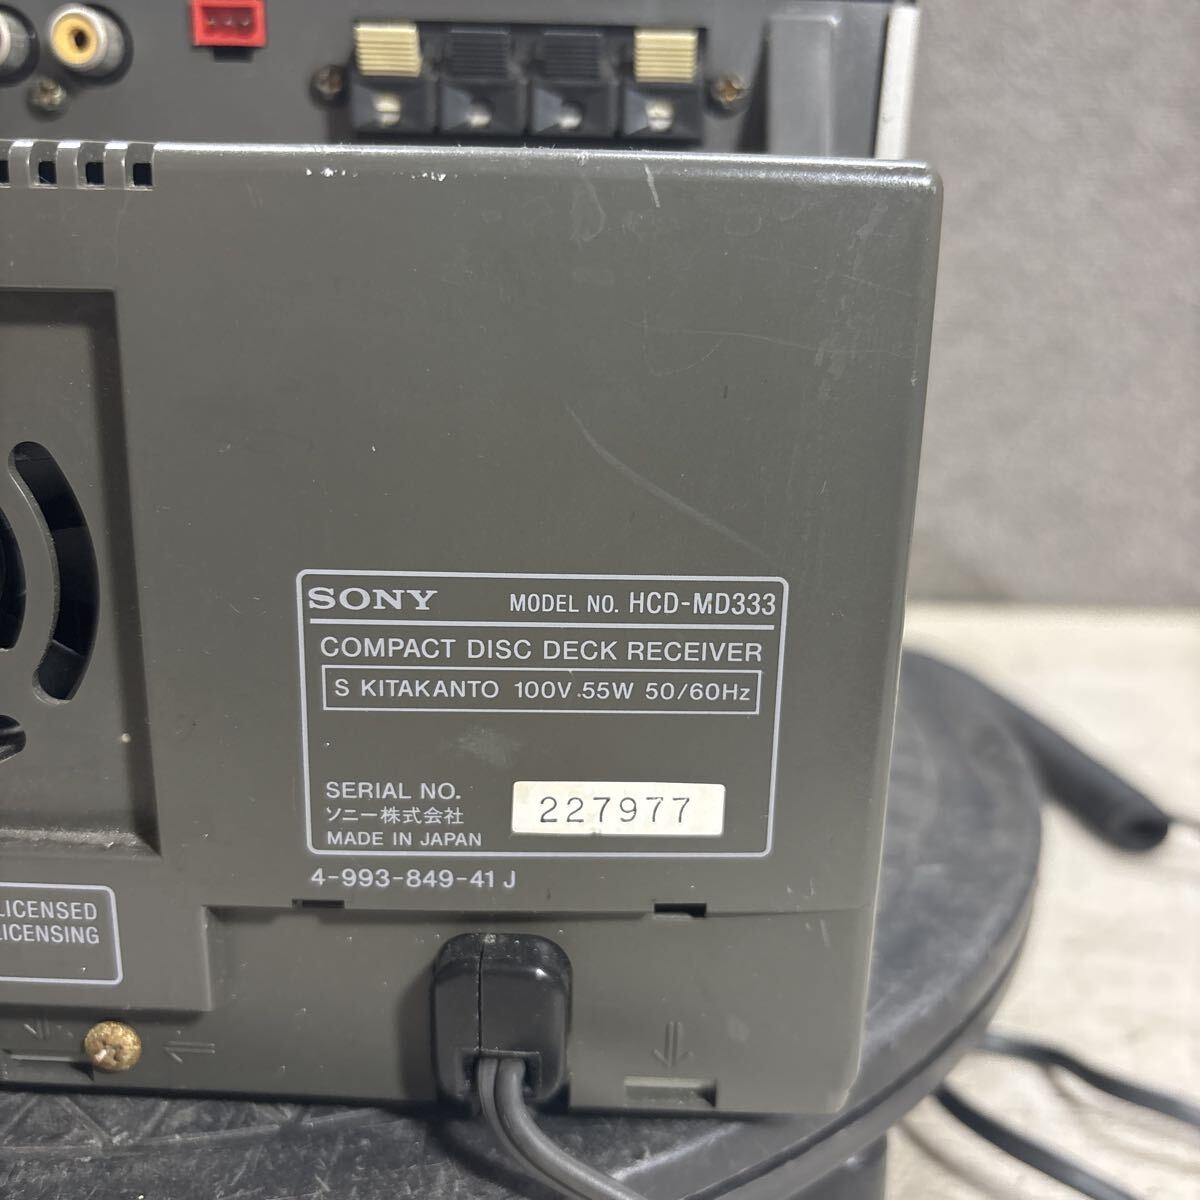 SONY MODEL NO. HCD-MD333
COMPACT DISC DECK RECEIVER
S KITAKANTO 100V 55W 50/60Hz
SERIAL NO. 227977
ソニー株式会社
MADE IN JAPAN
4-993-849-41 J
LICENSED
LICENSING